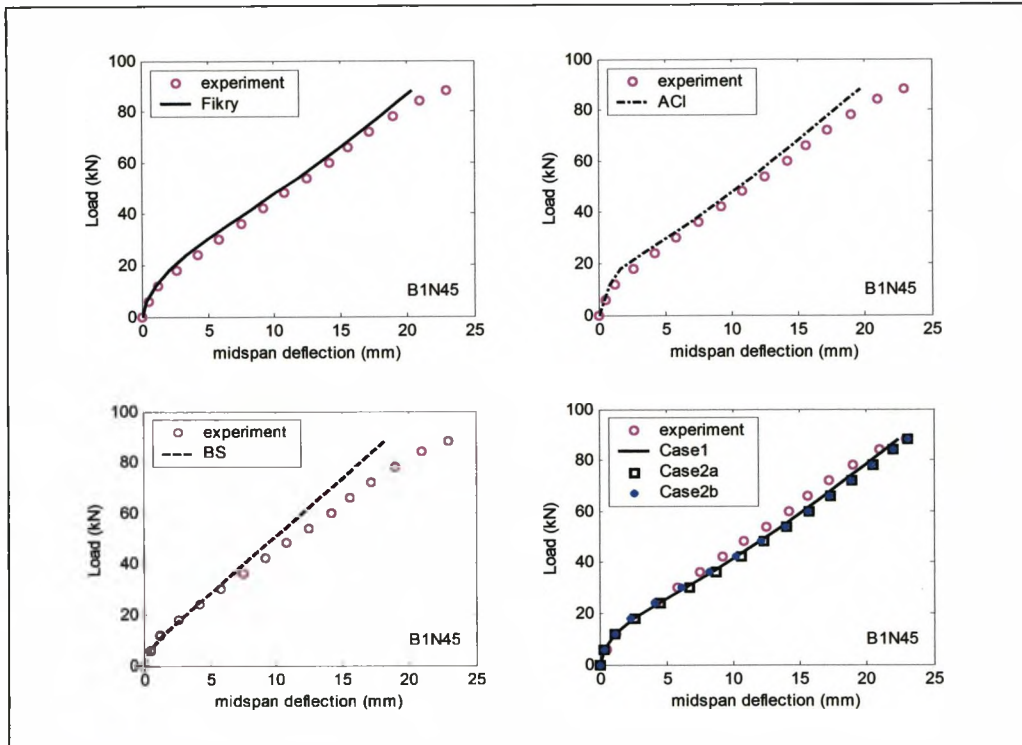 experiment
Fikry
100
80
60
40
20
0
Load (kN)
B1N45
0 5 10 15 20 25
midspan deflection (mm)
experiment
ACI
100
80
60
40
20
0
Load (kN)
B1N45
0 5 10 15 20 25
midspan deflection (mm)
experiment
BS
100
80
60
40
20
0
Load (kN)
B1N45
0 5 10 15 20 25
midspan deflection (mm)
experiment
Case1
Case2a
Case2b
100
80
60
40
20
0
Load (kN)
B1N45
0 5 10 15 20 25
midspan deflection (mm)